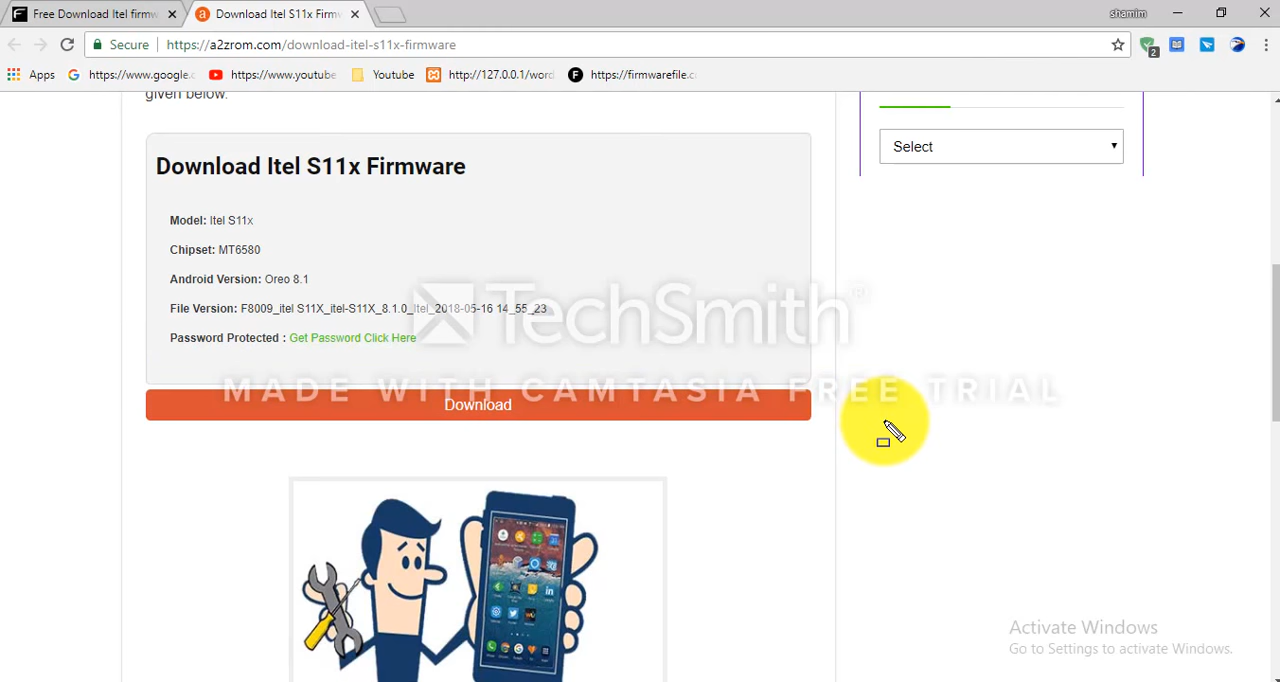 Free Download Itel firmw
Download Itel S11x Firmw
shamim
Secure
https://a2zrom.com/download-itel-s11x-firmware
2
Apps
https://www.google.c
https://www.youtube
Youtube
http://127.0.0.1/word
https://firmwarefile.c
given below.
Download Itel S11x Firmware
Select
Model: Itel S11x
Chipset: MT6580
Android Version: Oreo 8.1
File Version: F8009_itel S11X_itel-S11X_8.1.0_Itel_2018-05-16 14_55_23
Password Protected : Get Password Click Here
TechSmith®
MADE WITH CAMTASIA FREE TRIAL
Download
Activate Windows
Go to Settings to activate Windows.